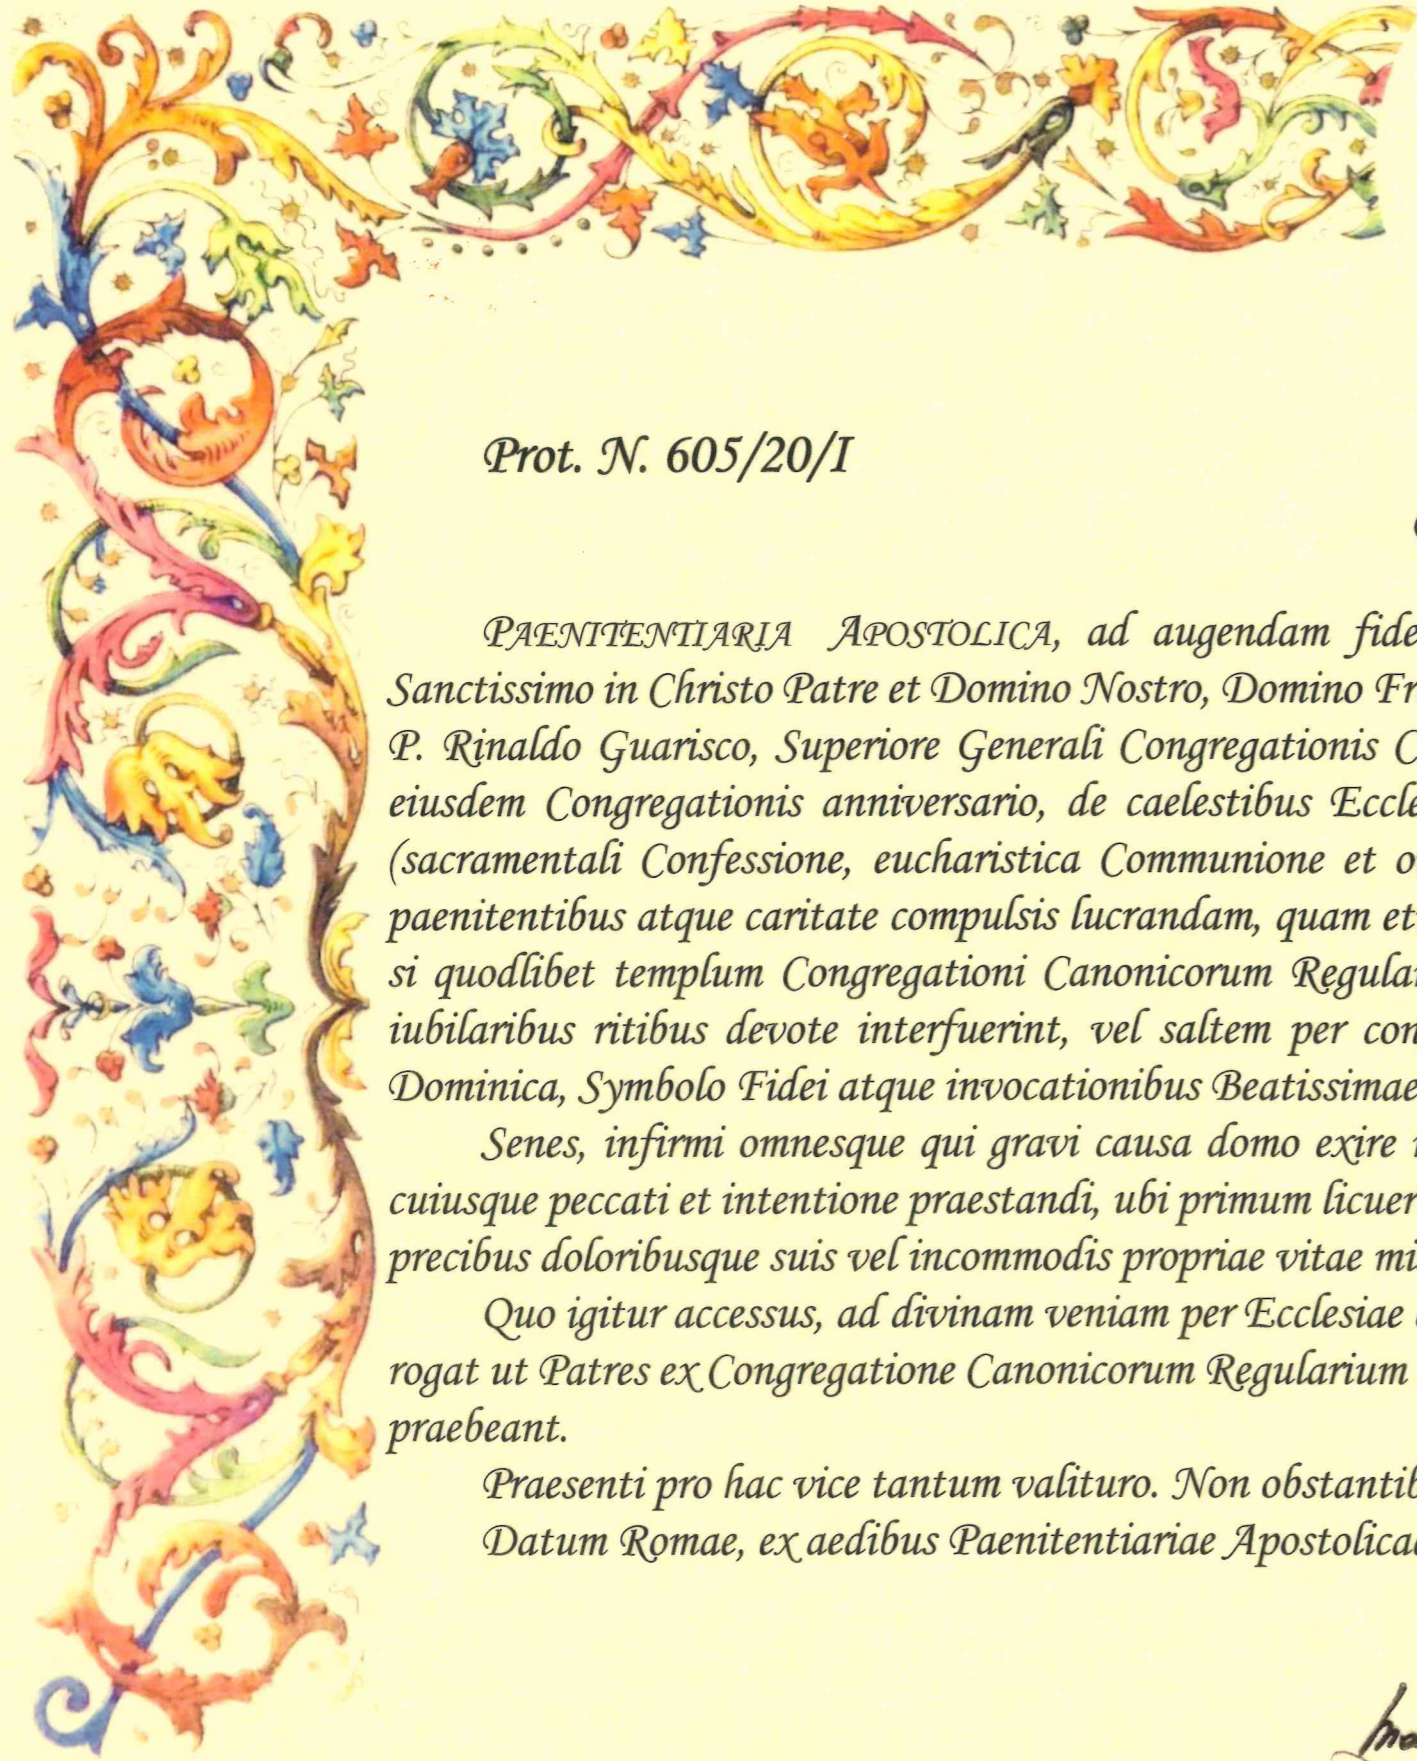 Prot. N. 605/20/I
PAENITENTIARIA APOSTOLICA, ad augendam fide
Sanctissimo in Christo Patre et Domino Nostro, Domino Fr
P. Rinaldo Guarisco, Superiore Generali Congregationis C
eiusdem Congregationis anniversario, de caelestibus Eccle
(sacramentali Confessione, eucharistica Communione et o
paenitentibus atque caritate compulsis lucrandam, quam et
si quodlibet templum Congregationi Canonicorum Regular
iubilaribus ritibus devote interfuerint, vel saltem per con
Dominica, Symbolo Fidei atque invocationibus Beatissimae
Senes, infirmi omnesque qui gravi causa domo exire
cuiusque peccati et intentione praestandi, ubi primum licuer
precibus doloribusque suis vel incommodis propriae vitae mi
Quo igitur accessus, ad divinam veniam per Ecclesiae
rogat ut Patres ex Congregatione Canonicorum Regularium
praebeant.
Praesenti pro hac vice tantum valituro. Non obstantib
Datum Romae, ex aedibus Paenitentiariae Apostolicae